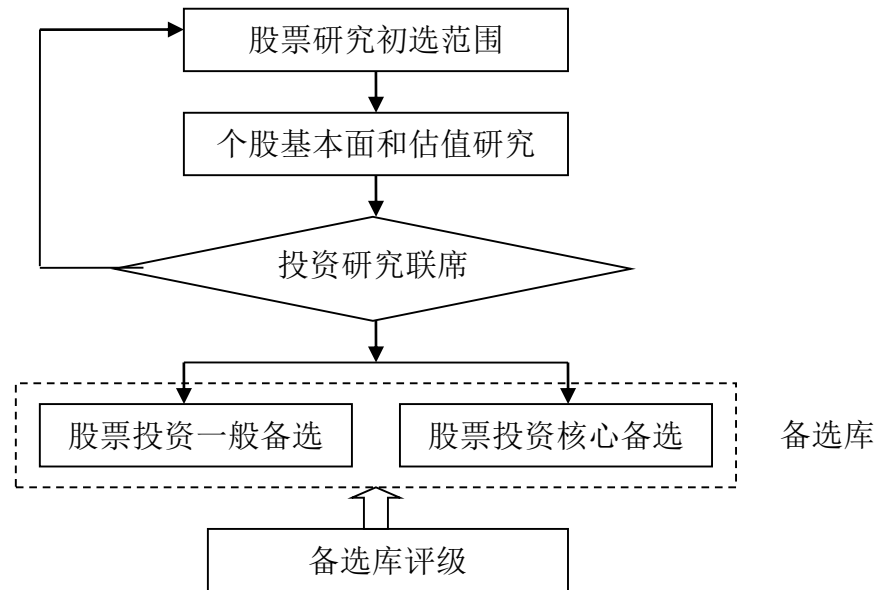 股票研究初选范围
个股基本面和估值研究
投资研究联席
股票投资一般备选
股票投资核心备选
备选库
备选库评级